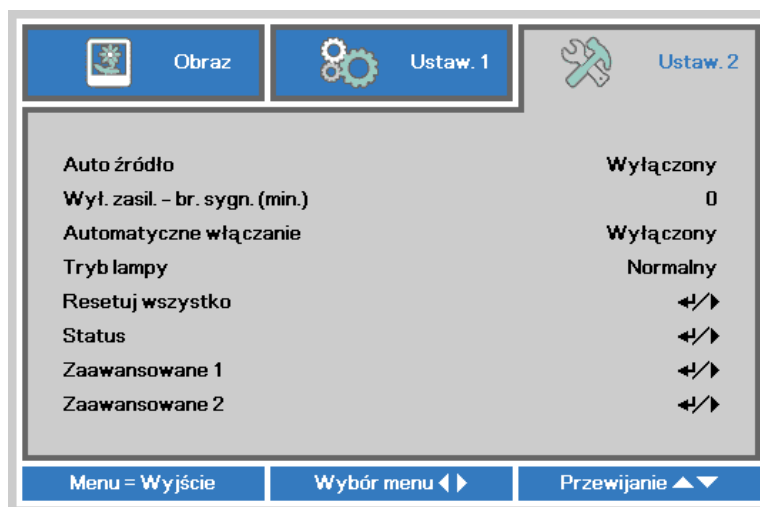 Obraz Ustaw. 1 Ustaw. 2
Auto źródło Wyłączony
Wył. zasil. – br. sygn. (min.) 0
Automatyczne włączanie Wyłączony
Tryb lampy Normalny
Resetuj wszystko ↵/▶
Status ↵/▶
Zaawansowane 1 ↵/▶
Zaawansowane 2 ↵/▶
Menu = Wyjście Wybór menu ◀▶ Przewijanie ▲▼